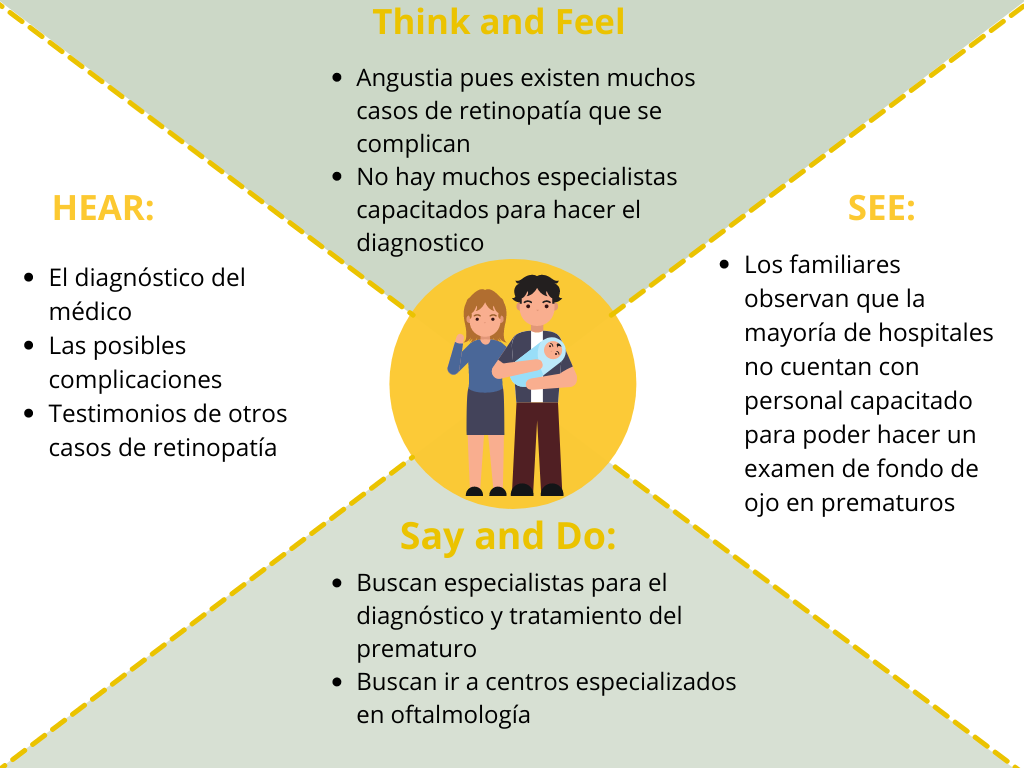 Think and Feel
• Angustia pues existen muchos
casos de retinopatía que se
complican
• No hay muchos especialistas
capacitados para hacer el
diagnostico
HEAR:
• El diagnóstico del
médico
• Las posibles
complicaciones
• Testimonios de otros
casos de retinopatía
SEE:
• Los familiares
observan que la
mayoría de hospitales
no cuentan con
personal capacitado
para poder hacer un
examen de fondo de
ojo en prematuros
Say and Do:
• Buscan especialistas para el
diagnóstico y tratamiento del
prematuro
• Buscan ir a centros especializados
en oftalmología